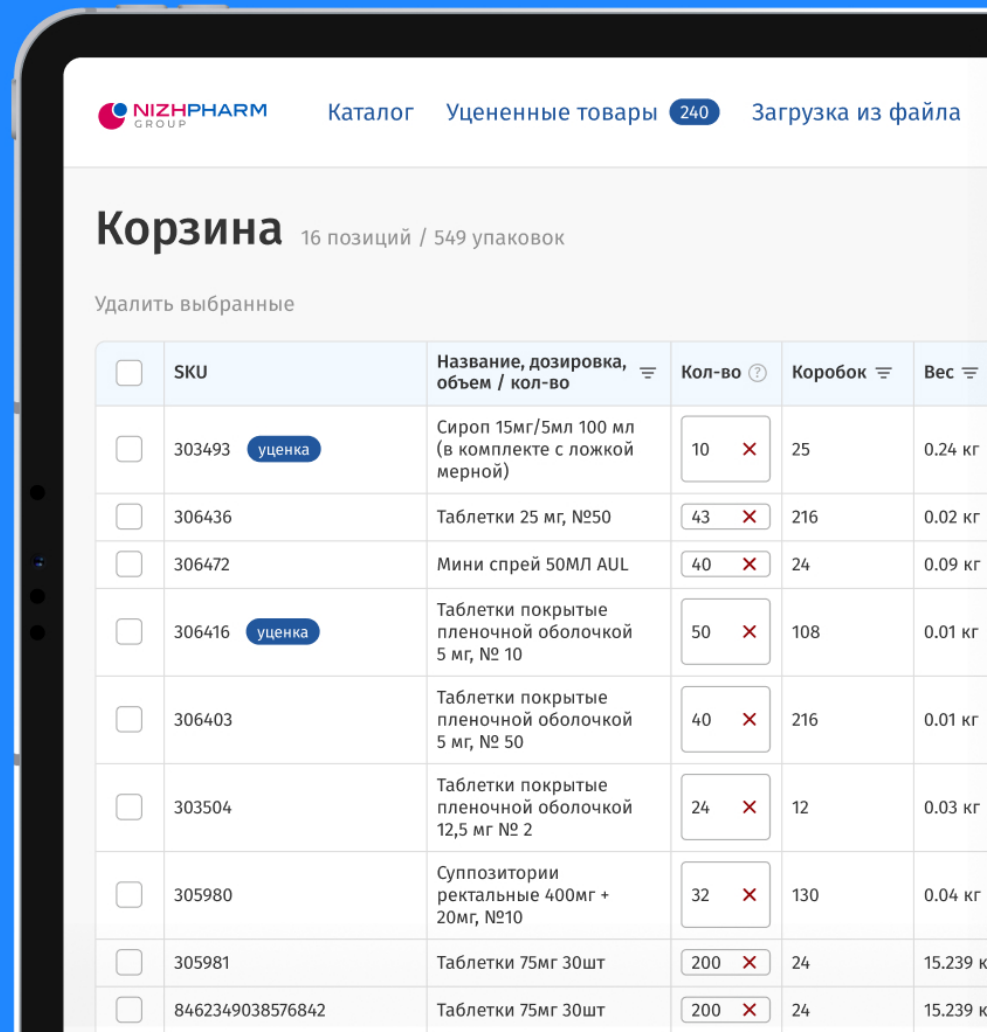 NIZHPHARM
GROUP
Каталог Уцененные товары 240 Загрузка из файла
Корзина 16 позиций / 549 упаковок
Удалить выбранные
SKU Название, дозировка, объем / кол-во Кол-во ? Коробок Вес
303493 уценка Сироп 15мг/5мл 100 мл (в комплекте с ложкой мерной) 10 25 0.24 кг
306436 Таблетки 25 мг, №50 43 216 0.02 кг
306472 Мини спрей 50МЛ AUL 40 24 0.09 кг
306416 уценка Таблетки покрытые пленочной оболочкой 5 мг, № 10 50 108 0.01 кг
306403 Таблетки покрытые пленочной оболочкой 5 мг, № 50 40 216 0.01 кг
303504 Таблетки покрытые пленочной оболочкой 12,5 мг № 2 24 12 0.03 кг
305980 Суппозитории ректальные 400мг + 20мг, №10 32 130 0.04 кг
305981 Таблетки 75мг 30шт 200 24 15.239 к
8462349038576842 Таблетки 75мг 30шт 200 24 15.239 к